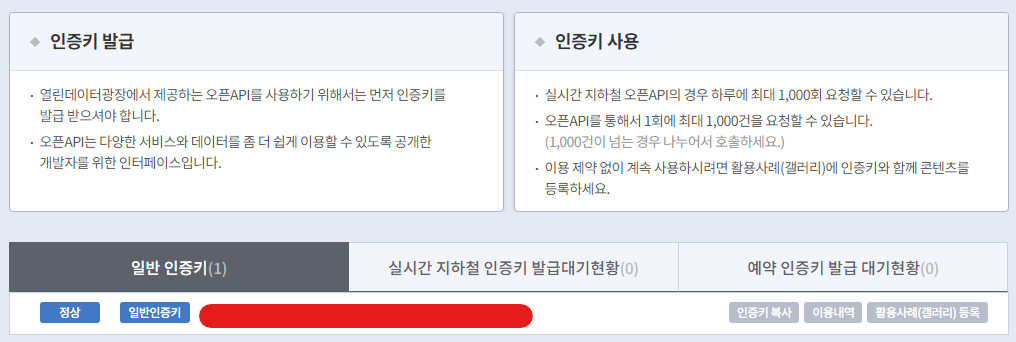 인증키 발급
· 열린데이터광장에서 제공하는 오픈API를 사용하기 위해서는 먼저 인증키를
발급 받으셔야 합니다.
· 오픈API는 다양한 서비스와 데이터를 좀 더 쉽게 이용할 수 있도록 공개한
개발자를 위한 인터페이스입니다.
인증키 사용
· 실시간 지하철 오픈API의 경우 하루에 최대 1,000회 요청할 수 있습니다.
· 오픈API를 통해서 1회에 최대 1,000건을 요청할 수 있습니다.
(1,000건이 넘는 경우 나누어서 호출하세요.)
· 이용 제약 없이 계속 사용하시려면 활용사례(갤러리)에 인증키와 함께 콘텐츠를
등록하세요.
일반 인증키(1)
실시간 지하철 인증키 발급대기현황(0)
예약 인증키 발급 대기현황(0)
정상
일반인증키
인증키 복사
이용내역
활용사례(갤러리) 등록